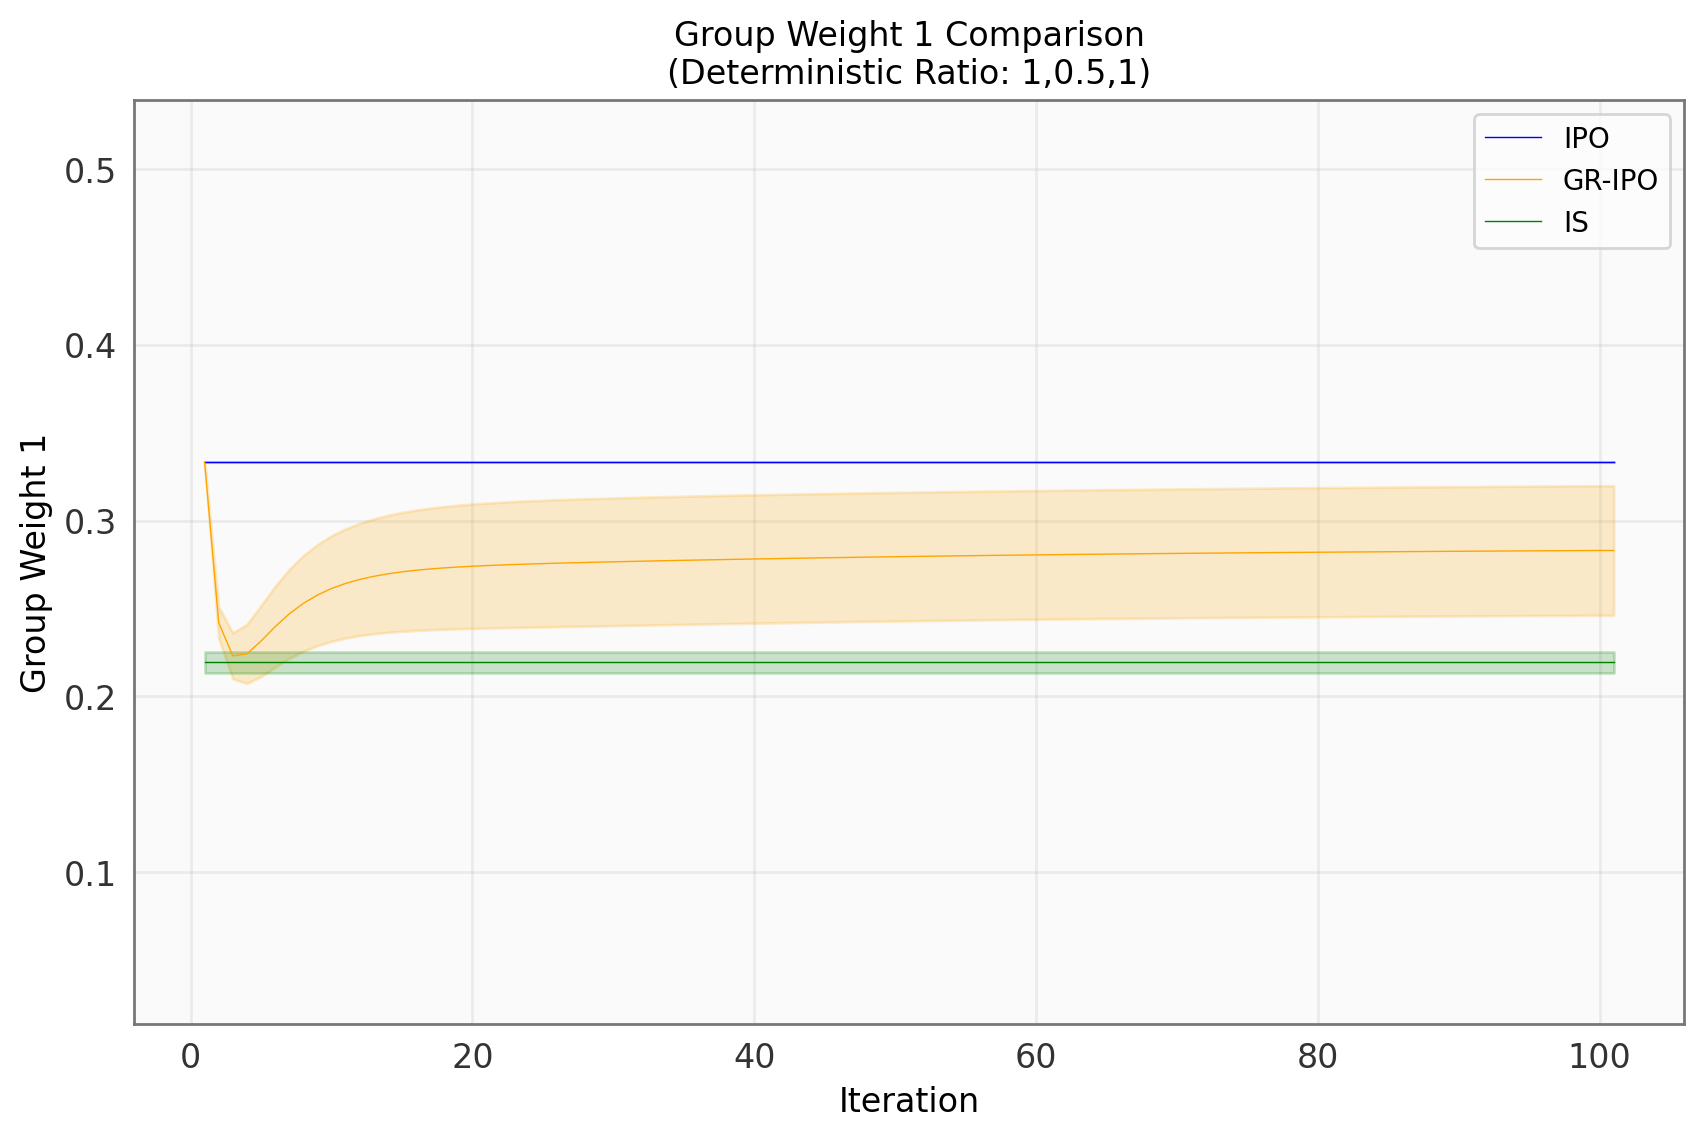 Group Weight 1 Comparison
(Deterministic Ratio: 1,0.5,1)
IPO
GR-IPO
IS
Group Weight 1
0.5
0.4
0.3
0.2
0.1
0
20
40
60
80
100
Iteration